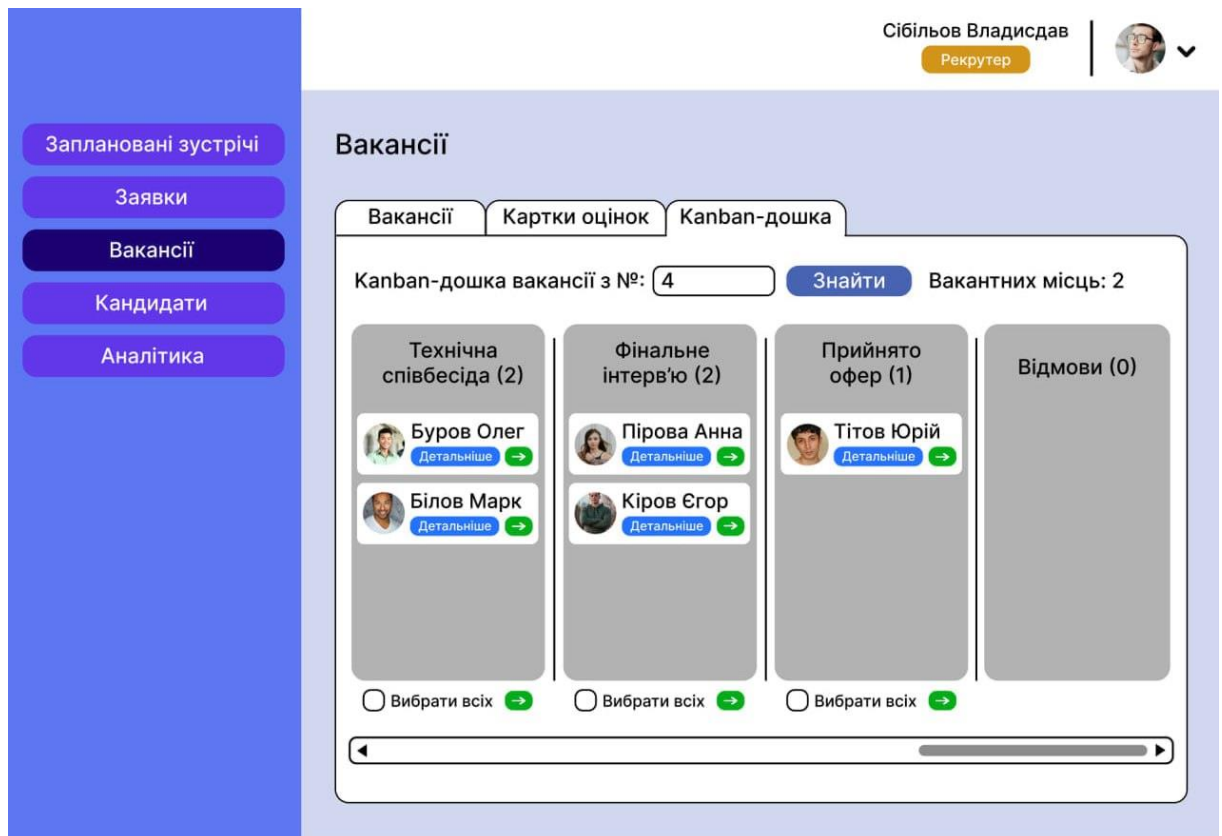 Сібільов Владисдав
Рекрутер
Заплановані зустрічі
Заявки
Вакансії
Кандидати
Аналітика
Вакансії
Вакансії
Картки оцінок
Kanban-дошка
Kanban-дошка вакансії з №: 4
Знайти
Вакантних місць: 2
Технічна
співбесіда (2)
Буров Олег
Детальніше
Білов Марк
Детальніше
Вибрати всіх
Фінальне
інтерв'ю (2)
Пірова Анна
Детальніше
Кіров Єгор
Детальніше
Вибрати всіх
Прийнято
офер (1)
Тітов Юрій
Детальніше
Вибрати всіх
Відмови (0)